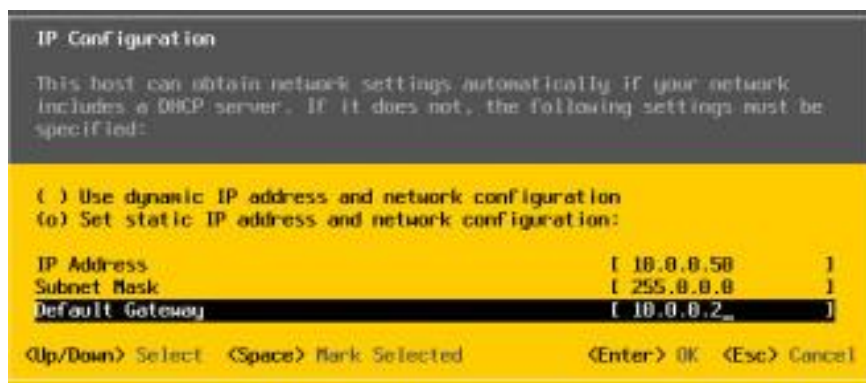 IP Configuration
This host can obtain network settings automatically if your network
includes a DHCP server. If it does not, the following settings must be
specified:
( ) Use dynamic IP address and network configuration
(o) Set static IP address and network configuration:
IP Address [ 10.0.0.50 ]
Subnet Mask [ 255.0.0.0 ]
Default Gateway [ 10.0.0.2_ ]
<Up/Down> Select <Space> Mark Selected <Enter> OK <Esc> Cancel